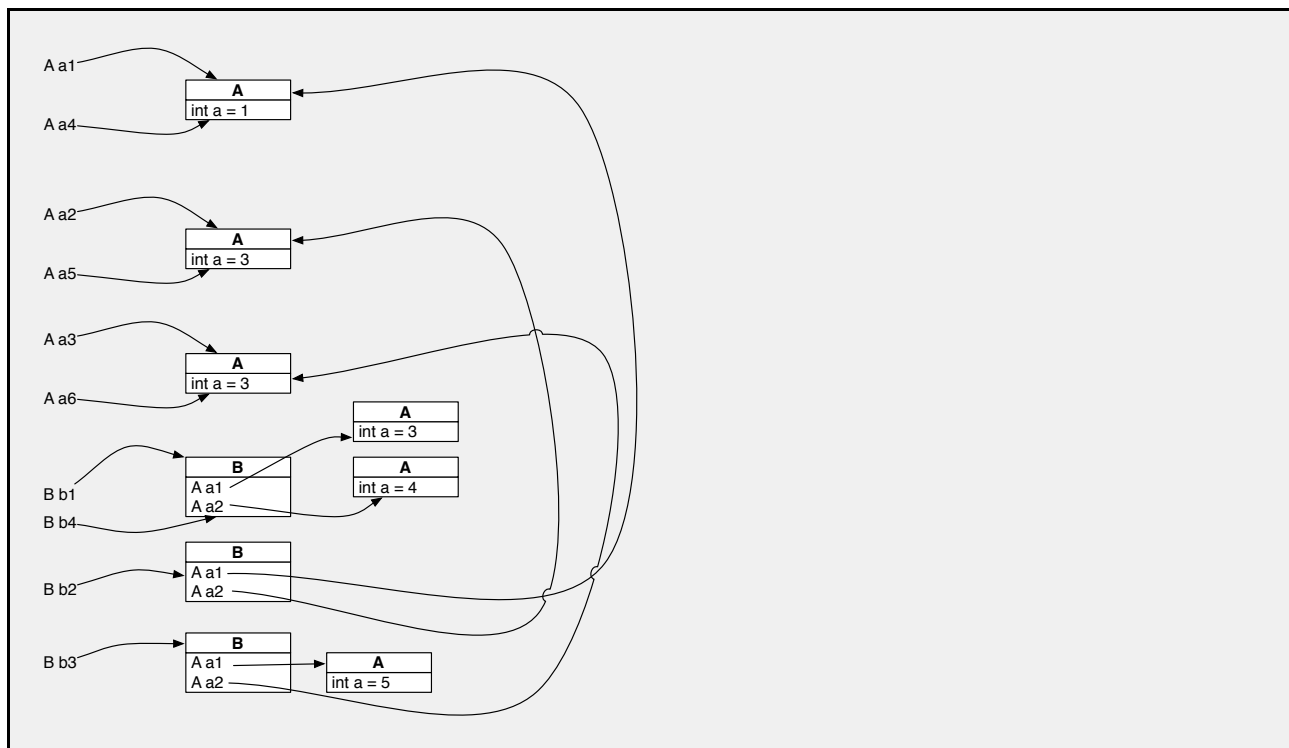 A a1
A
int a = 1
A a4
A a2
A
int a = 3
A a5
A a3
A
int a = 3
A a6
A
int a = 3
B b1
B
A a1
A a2
A
int a = 4
B b4
B
A a1
A a2
B b2
B
A a1
A a2
B b3
A
int a = 5